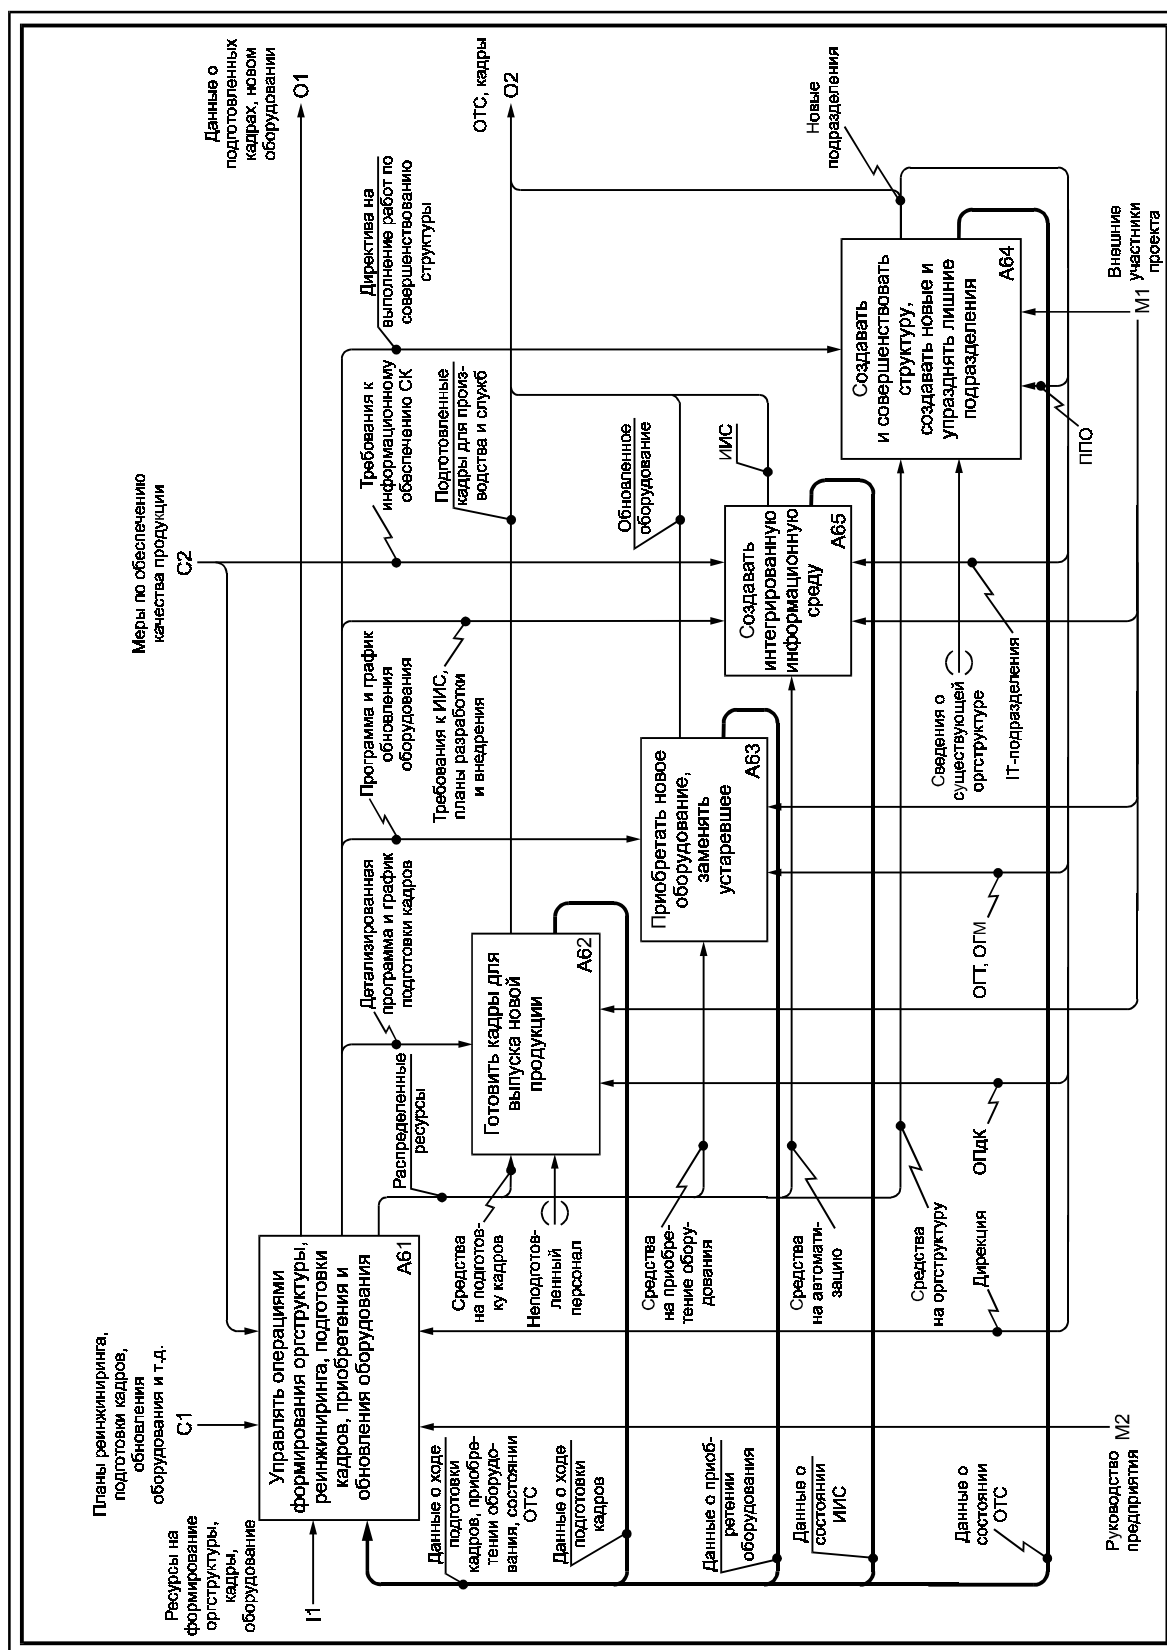 Планы реинжиниринга,
подготовки кадров,
обновления
оборудования и т.д.
C1
Меры по обеспечению
качества продукции
C2
Ресурсы на
формирование
оргструктуры,
кадры,
оборудование
I1
Управлять операциями
формирования оргструктуры,
реинжиниринга, подготовки
кадров, приобретения и
обновления оборудования
A61
Данные о
подготовленных
кадрах, новом
оборудовании
O1
Детализированная
программа и график
подготовки кадров
Программа и график
обновления
оборудования
Требования к
информационному
обеспечению СК
Директива на
выполнение работ по
совершенствованию
структуры
Распределенные
ресурсы
Требования к ИИС,
планы разработки
и внедрения
Подготовленные
кадры для произ-
водства и служб
ОТС, кадры
O2
Данные о ходе
подготовки
кадров, приобре-
тении оборудо-
вания, состоянии
ОТС
Средства
на подготов-
ку кадров
Неподготов-
ленный
персонал
Готовить кадры для
выпуска новой
продукции
A62
Данные о ходе
подготовки
кадров
Обновленное
оборудование
Средства
на приобре-
тение обору-
дования
Приобретать новое
оборудование,
заменять
устаревшее
A63
ИИС
Данные о приоб-
ретении
оборудования
Средства
на автомати-
зацию
Создавать
интегрированную
информационную
среду
A65
Новые
подразделения
Данные о
состоянии
ИИС
Средства
на оргструктуру
Сведения о
существующей
оргструктуре
Создавать
и совершенствовать
структуру,
создавать новые и
упразднять лишние
подразделения
A64
Данные о
состоянии
ОТС
Дирекция
ОПдК
ОГТ, ОГМ
IT-подразделения
ППО
Руководство
предприятия
M2
Внешние
участники
проекта
M1